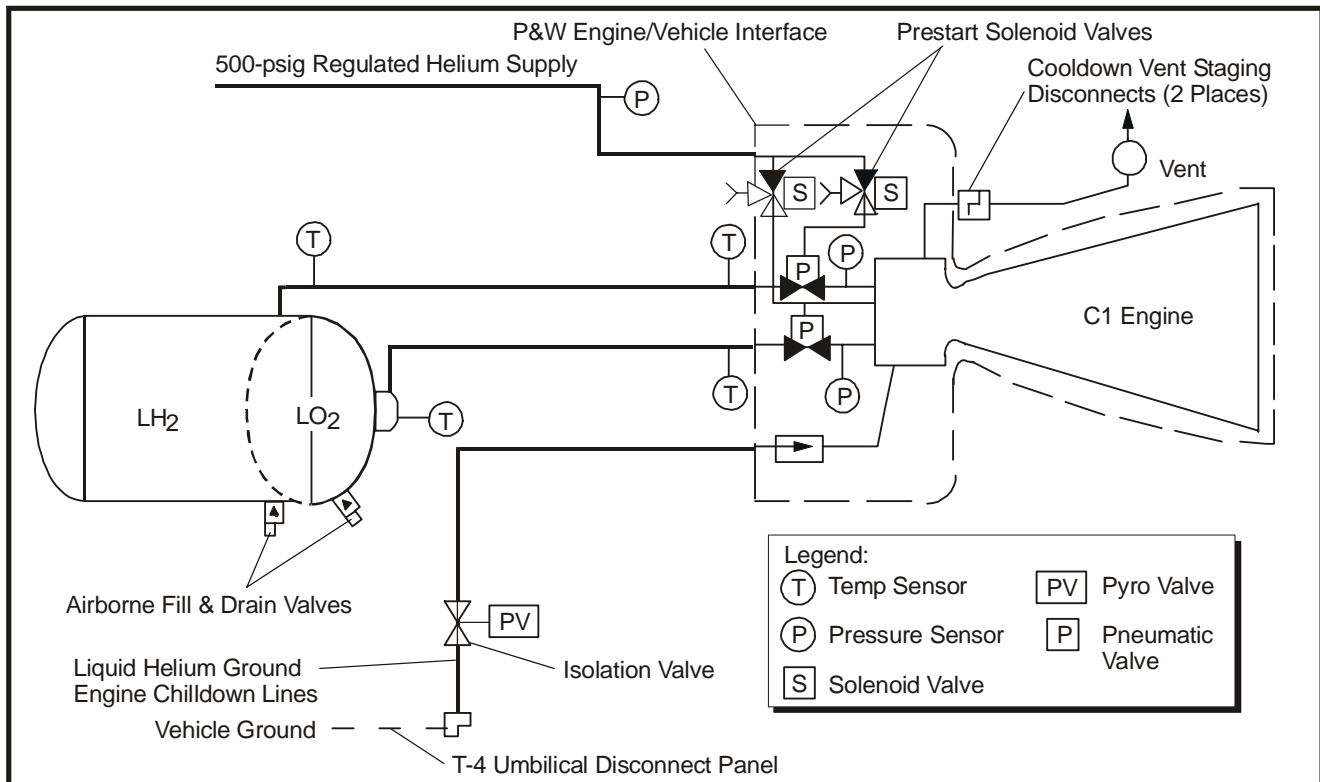 P&W Engine/Vehicle Interface
Prestart Solenoid Valves
500-psig Regulated Helium Supply
Cooldown Vent Staging
Disconnects (2 Places)
P
Vent
S
S
T
T
P
P
C1 Engine
P
LH2
LO2
T
T
P
Airborne Fill & Drain Valves
PV
Isolation Valve
Liquid Helium Ground
Engine Chilldown Lines
Vehicle Ground
T-4 Umbilical Disconnect Panel
Legend:
T Temp Sensor
PV Pyro Valve
P Pressure Sensor
P Pneumatic
Valve
S Solenoid Valve